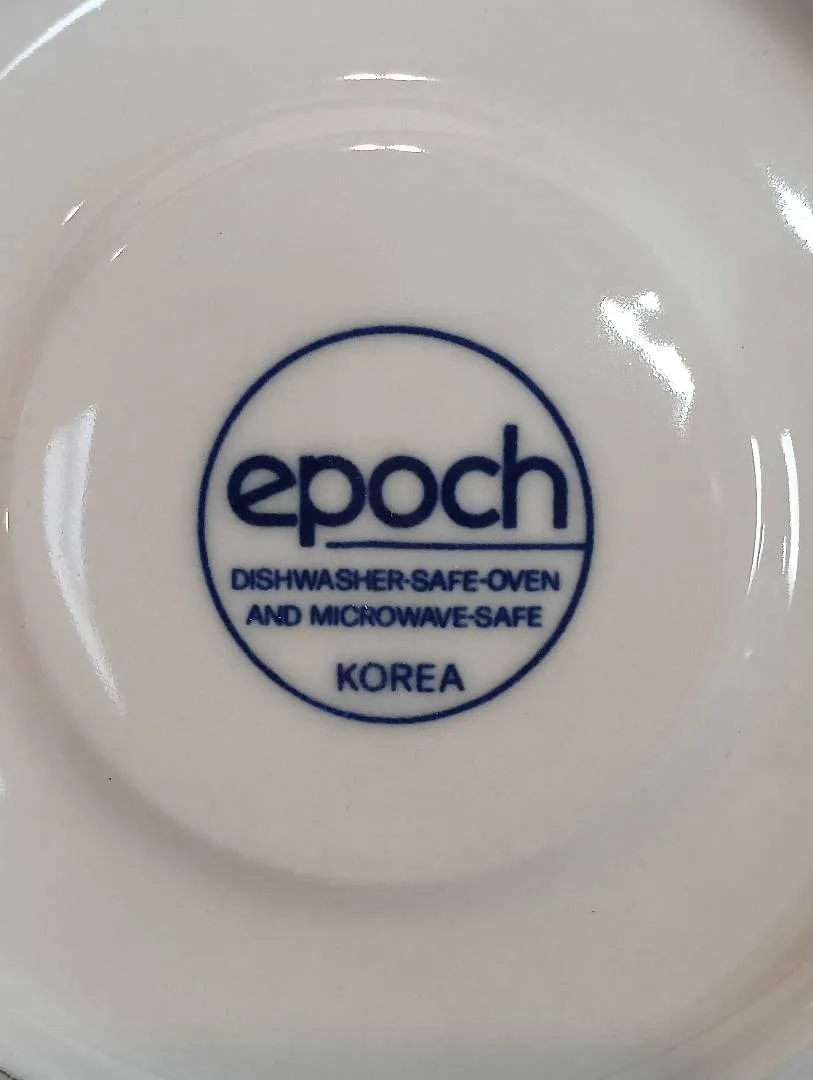 epoch
DISHWASHER-SAFE-OVEN
AND MICROWAVE-SAFE
KOREA